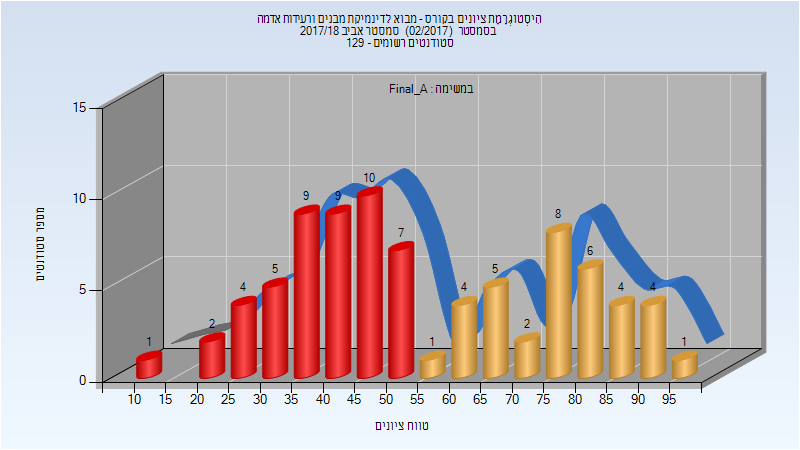 הִיסְטוֹגְרָמַת ציונים בקורס - מבוא לדינמיקת מבנים ורעידות אדמה
בסמסטר (02/2017) סמסטר אביב 2017/18
סטודנטים רשומים - 129
במשימה : Final_A
מספר סטודנטים
15
10
5
0
1 2 4 5 9 9 10 7 1 4 5 2 8 6 4 4 1
10 15 20 25 30 35 40 45 50 55 60 65 70 75 80 85 90 95
טווח ציונים